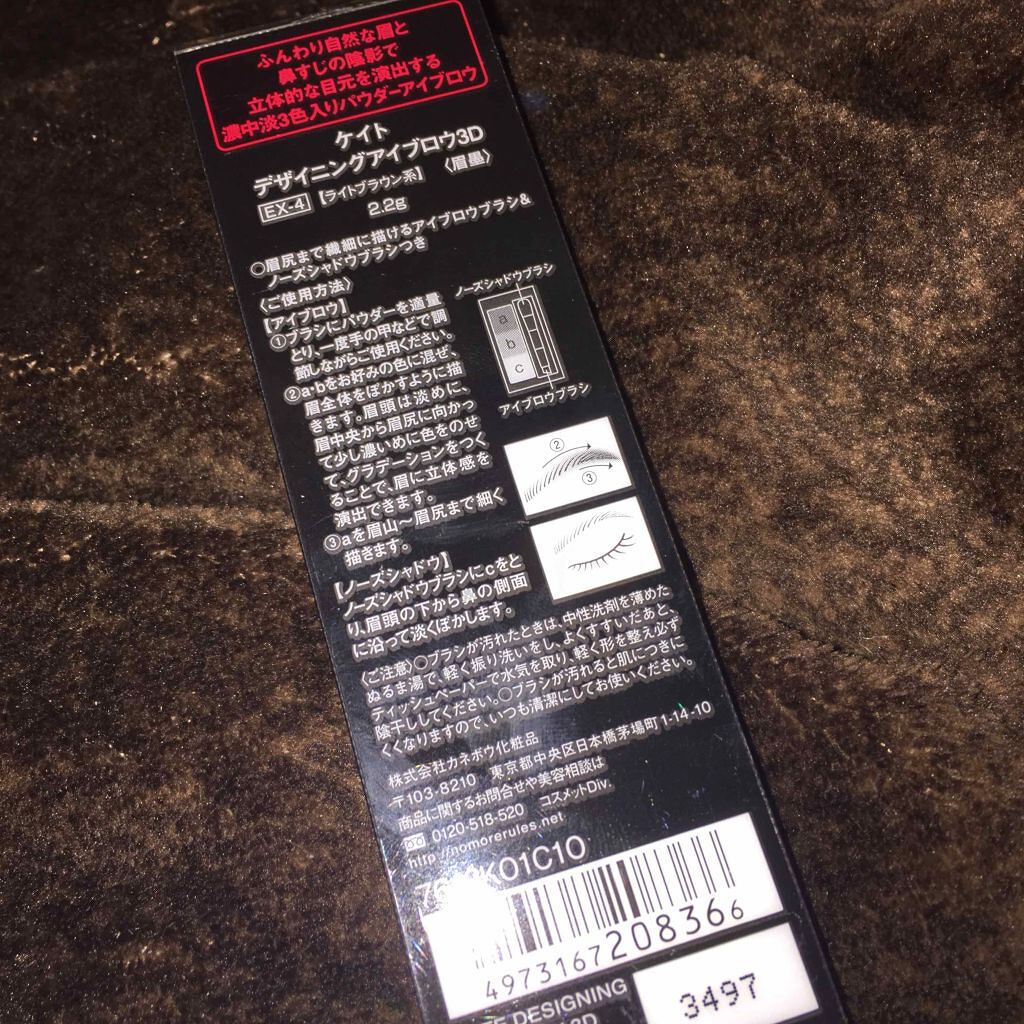 ふんわり自然な眉と
鼻すじの陰影で
立体的な目元を演出する
濃中淡3色入りパウダーアイブロウ
ケイト
デザイニングアイブロウ3D
〈眉墨〉
EX-4【ライトブラウン系】
2.2g
○眉尻まで繊細に描けるアイブロウブラシ&
ノーズシャドウブラシつき
〈ご使用方法〉
【アイブロウ】
①ブラシにパウダーを適量
とり、一度手の甲などで調
節しながらご使用ください。
②a・bをお好みの色に混ぜ、
眉全体をぼかすように描
きます。眉頭は淡めに、
眉中央から眉尻に向かっ
て少し濃いめに色をのせ
て、グラデーションをつく
ることで、眉に立体感を
演出できます。
③aを眉山～眉尻まで細く
描きます。
【ノーズシャドウ】
ノーズシャドウブラシにcをと
り、眉頭の下から鼻の側面
に沿って淡くぼかします。
ノーズシャドウブラシ
a
b
c
アイブロウブラシ
②
③
〈ご注意〉○ブラシが汚れたときは、中性洗剤を薄めた
ぬるま湯で、軽く振り洗いをし、よくすすいだあと、
ティッシュペーパーで水気を取り、軽く形を整え必ず
陰干ししてください。○ブラシが汚れると肌につきに
くくなりますので、いつも清潔にしてお使いください。
株式会社カネボウ化粧品
〒103-8210 東京都中央区日本橋茅場町1-14-10
商品に関するお問合せや美容相談は
0120-518-520 コスメットDiv.
http://nomorerules.net
K01C10
4973167208366
DESIGNING
3497